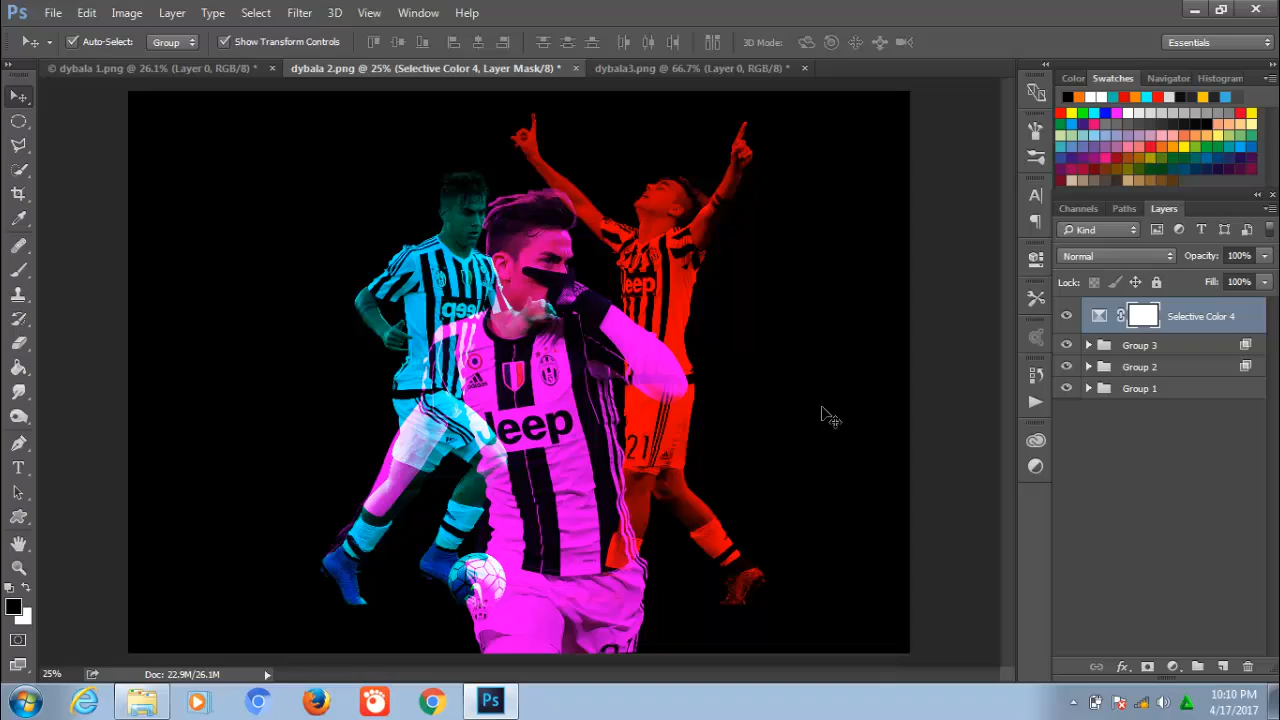 Ps File Edit Image Layer Type Select Filter 3D View Window Help
Auto-Select: Group Show Transform Controls 3D Mode: Essentials
© dybala 1.png @ 26.1% (Layer 0, RGB/8) * × dybala 2.png @ 25% (Selective Color 4, Layer Mask/8) * × dybala3.png @ 66.7% (Layer 0, RGB/8) * ×
Color Swatches Navigator Histogram
Channels Paths Layers
Kind
Normal Opacity: 100%
Lock: Fill: 100%
Selective Color 4
Group 3
Group 2
Group 1
Jeep
Jeep
adidas
Jeep
21
25% Doc: 22.9M/26.1M
Ps
10:10 PM
4/17/2017